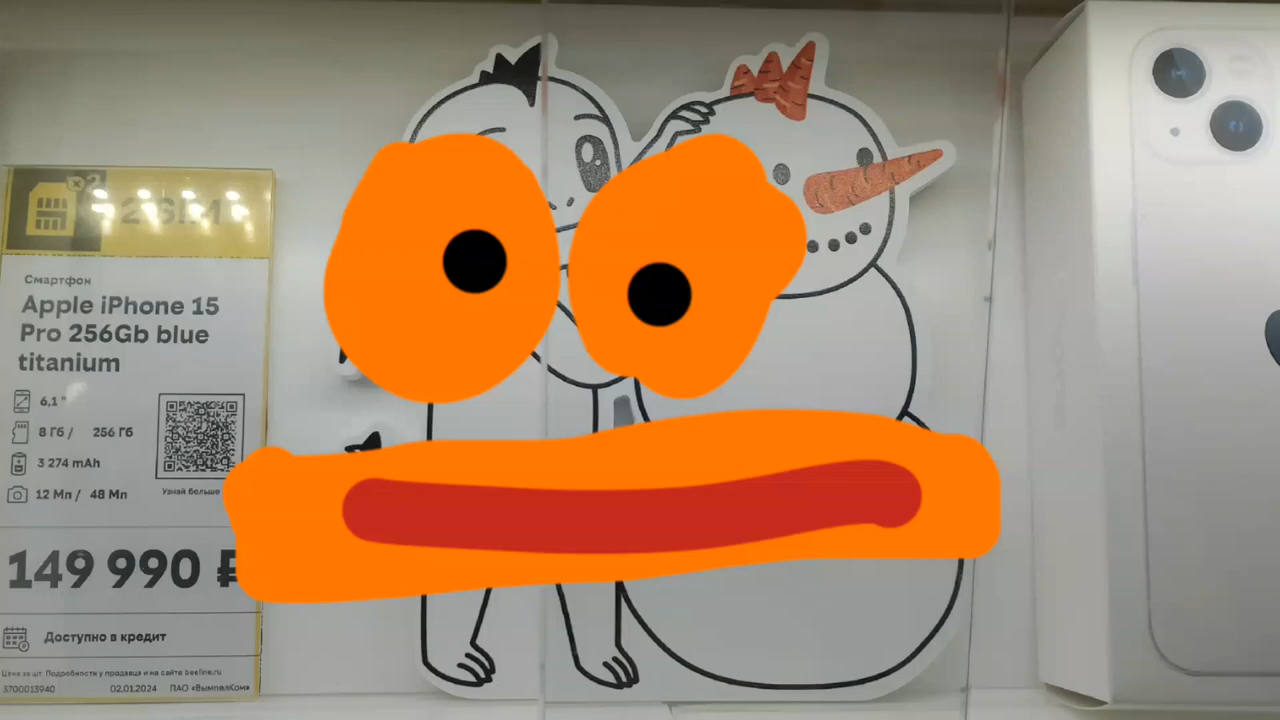 2 SIM
Смартфон
Apple iPhone 15
Pro 256Gb blue
titanium
6,1 "
8 Гб / 256 Гб
3 274 mAh
12 Мп / 48 Мп
Узнай больше
149 990 ₽
Доступно в кредит
Цена за шт. Подробности у продавца и на сайте beeline.ru
3700013940 02.01.2024 ПАО «ВымпелКом»